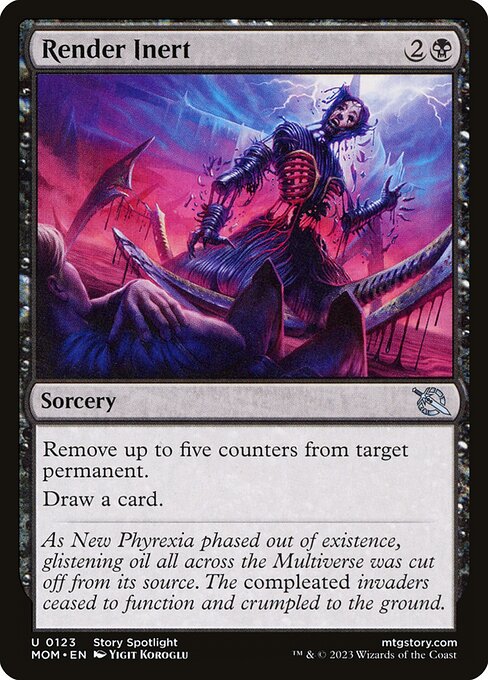 Render Inert 2
Sorcery
Remove up to five counters from target
permanent.
Draw a card.
As New Phyrexia phased out of existence,
glistening oil all across the Multiverse was cut
off from its source. The compleated invaders
ceased to function and crumpled to the ground.
U 0123 Story Spotlight mtgstory.com
MOM • EN YIGIT KOROGLU ™ & © 2023 Wizards of the Coast